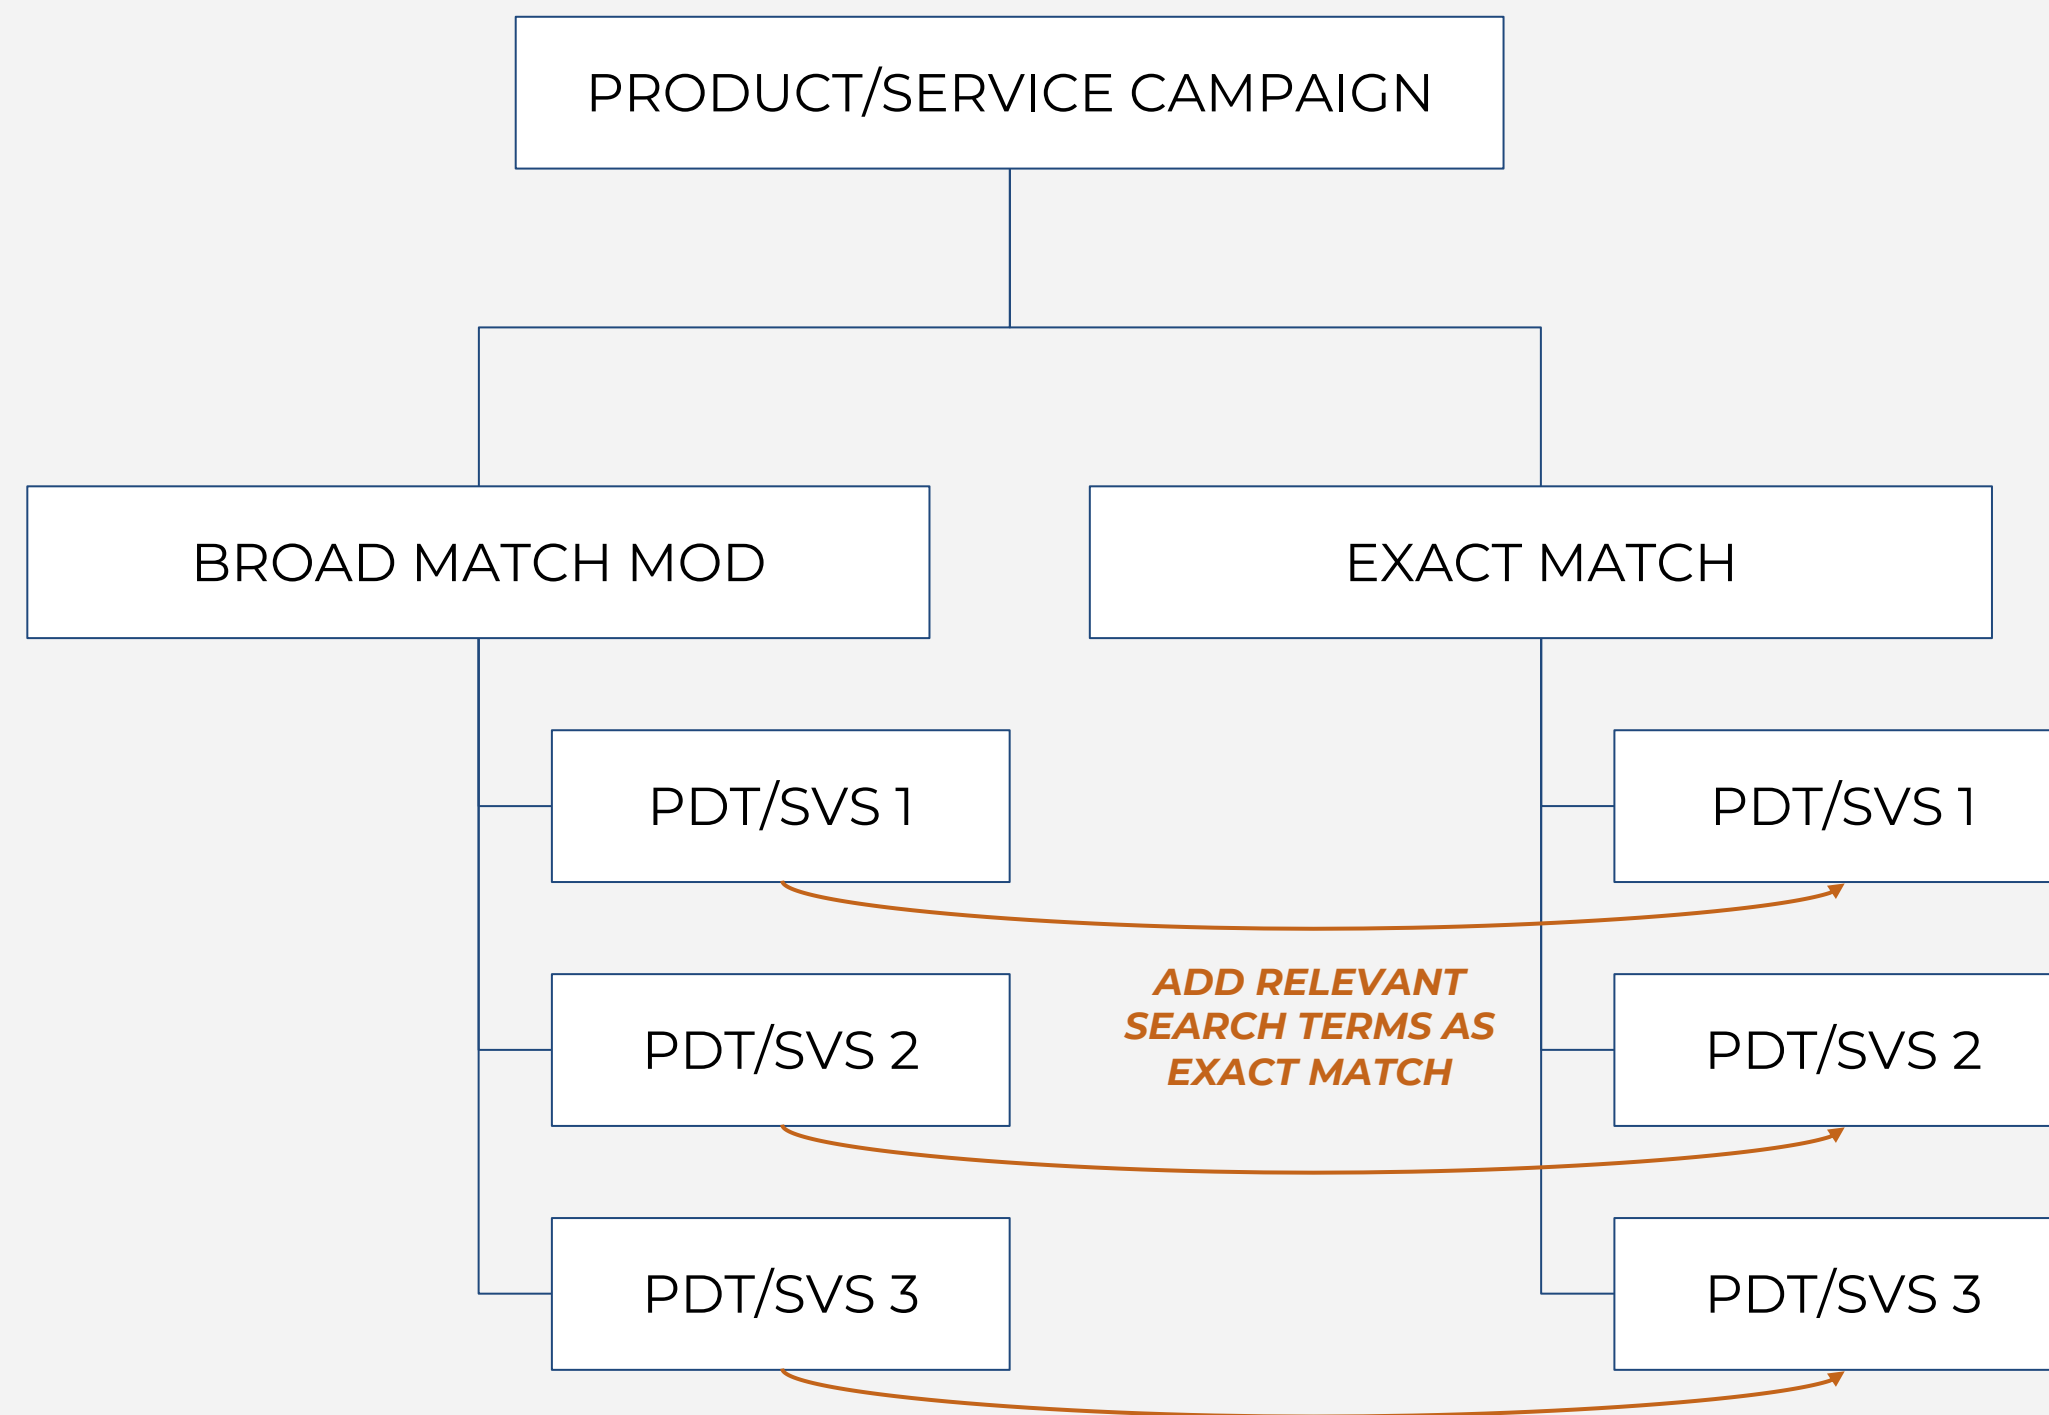 PRODUCT/SERVICE CAMPAIGN
BROAD MATCH MOD
EXACT MATCH
PDT/SVS 1
PDT/SVS 1
ADD RELEVANT
SEARCH TERMS AS
EXACT MATCH
PDT/SVS 2
PDT/SVS 2
PDT/SVS 3
PDT/SVS 3